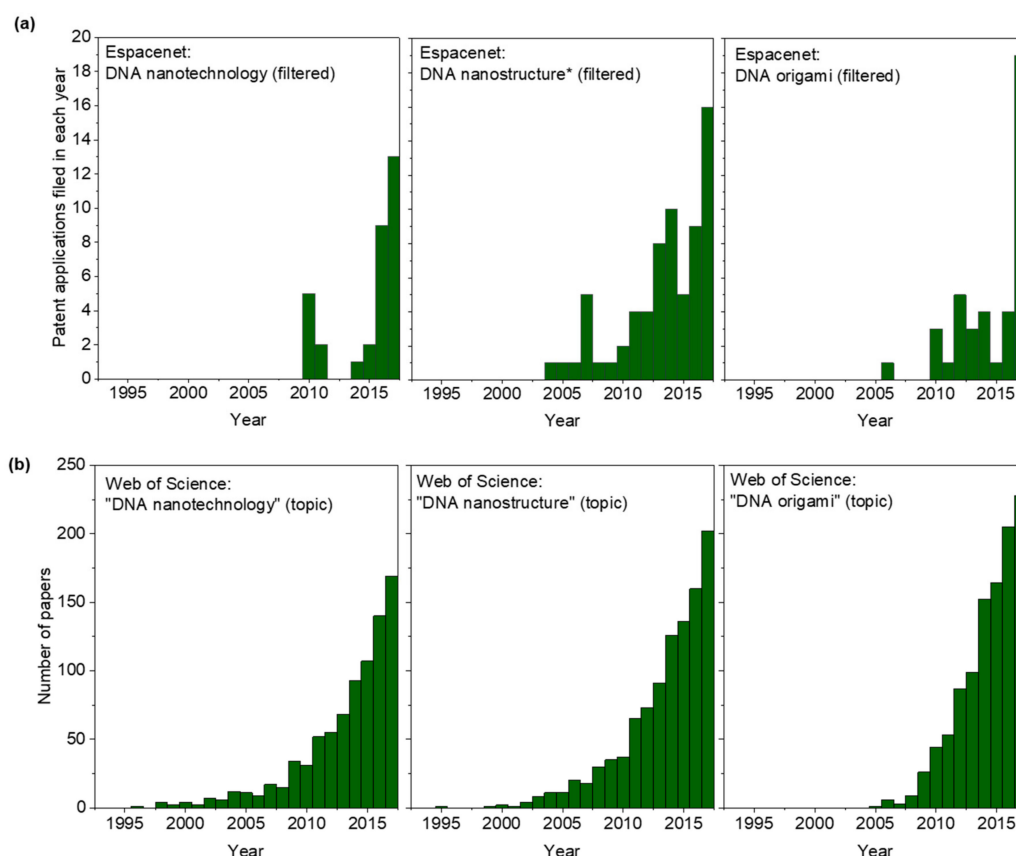 (a)
Patent applications filed in each year
20
18
16
14
12
10
8
6
4
2
0
Espacenet:
DNA nanotechnology (filtered)
1995 2000 2005 2010 2015
Year
Espacenet:
DNA nanostructure* (filtered)
1995 2000 2005 2010 2015
Year
Espacenet:
DNA origami (filtered)
1995 2000 2005 2010 2015
Year
(b)
Number of papers
250
200
150
100
50
0
Web of Science:
"DNA nanotechnology" (topic)
1995 2000 2005 2010 2015
Year
Web of Science:
"DNA nanostructure" (topic)
1995 2000 2005 2010 2015
Year
Web of Science:
"DNA origami" (topic)
1995 2000 2005 2010 2015
Year